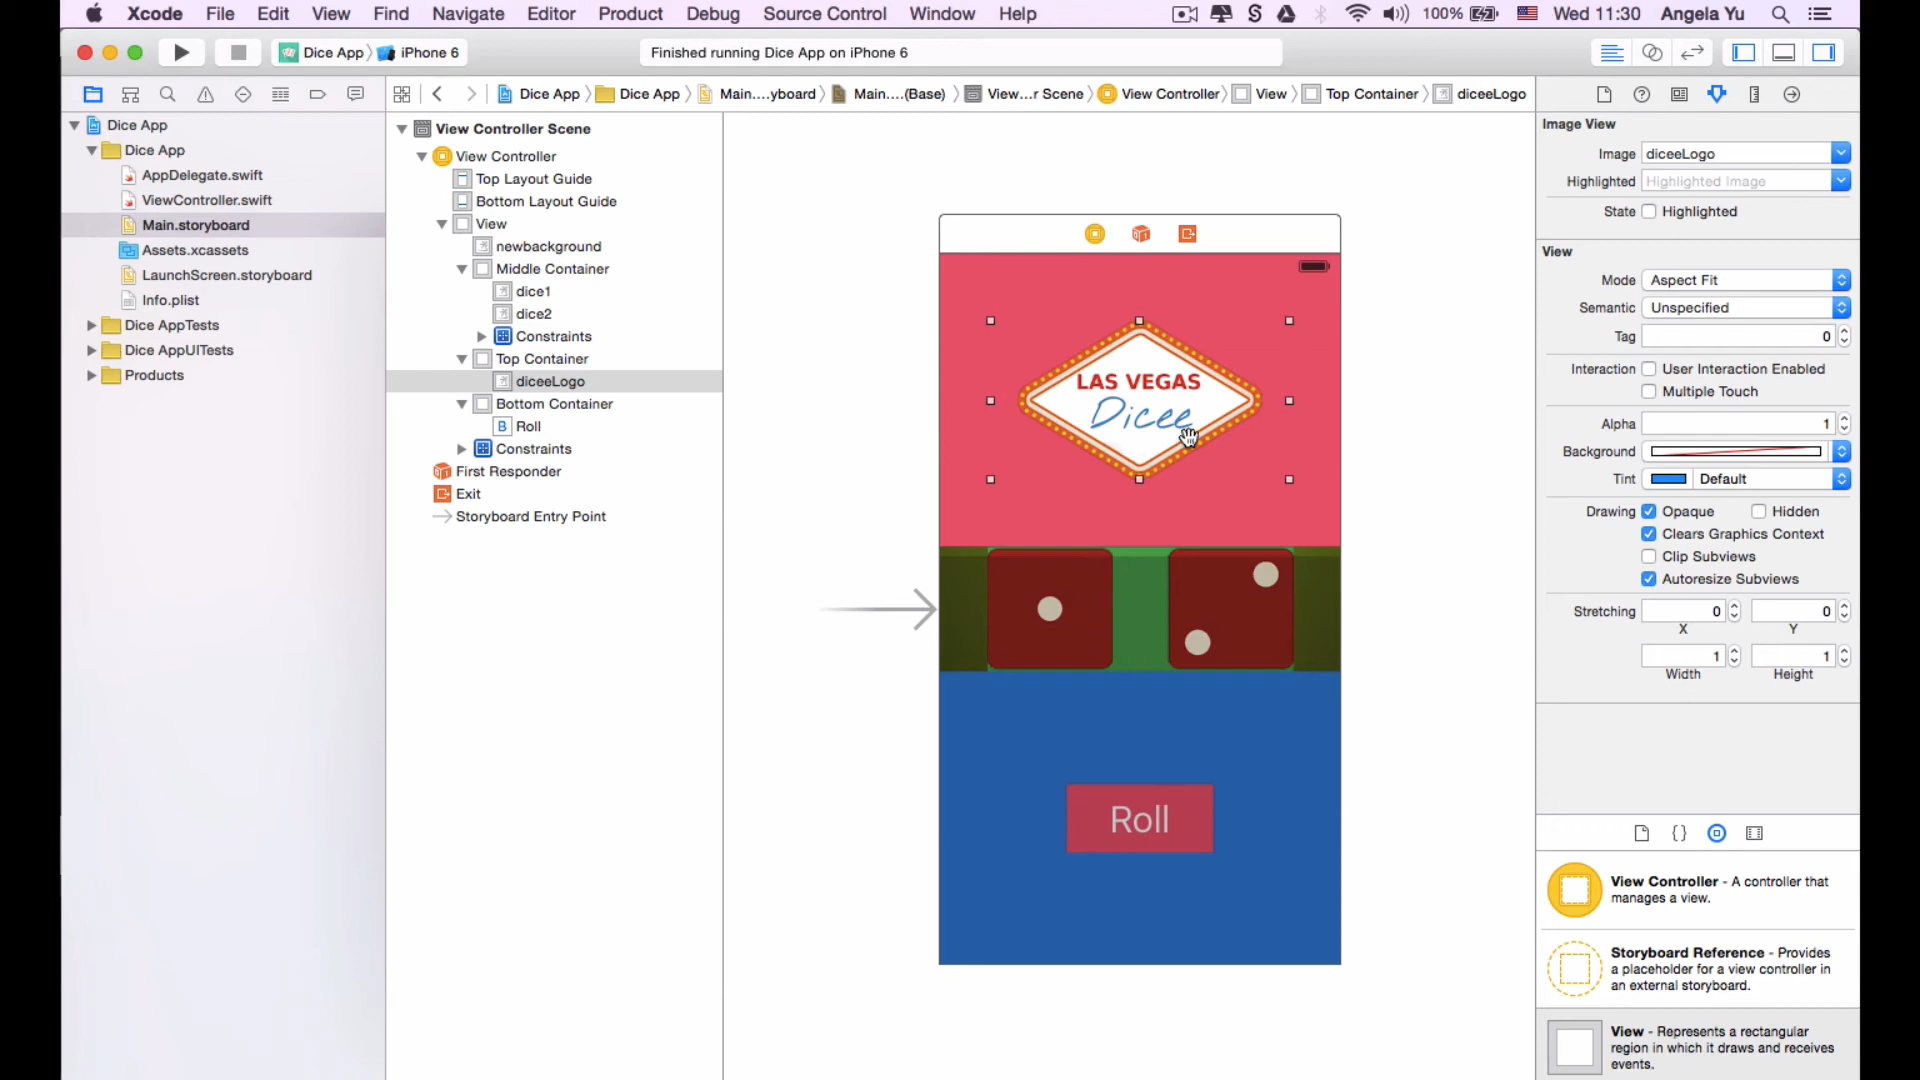 Xcode File Edit View Find Navigate Editor Product Debug Source Control Window Help 100% Wed 11:30 Angela Yu
Dice App iPhone 6 Finished running Dice App on iPhone 6
Dice App Dice App Main....yboard Main....(Base) View...r Scene View Controller View Top Container diceeLogo
Dice App
Dice App
AppDelegate.swift
ViewController.swift
Main.storyboard
Assets.xcassets
LaunchScreen.storyboard
Info.plist
Dice AppTests
Dice AppUITests
Products
View Controller Scene
View Controller
Top Layout Guide
Bottom Layout Guide
View
newbackground
Middle Container
dice1
dice2
Constraints
Top Container
diceeLogo
Bottom Container
B Roll
Constraints
First Responder
Exit
Storyboard Entry Point
LAS VEGAS
Dicee
Roll
Image View
Image diceeLogo
Highlighted Highlighted Image
State Highlighted
View
Mode Aspect Fit
Semantic Unspecified
Tag 0
Interaction User Interaction Enabled
Multiple Touch
Alpha 1
Background
Tint Default
Drawing Opaque Hidden
Clears Graphics Context
Clip Subviews
Autoresize Subviews
Stretching 0 0
X Y
1 1
Width Height
{}
View Controller - A controller that
manages a view.
Storyboard Reference - Provides
a placeholder for a view controller in
an external storyboard.
View - Represents a rectangular
region in which it draws and receives
events.